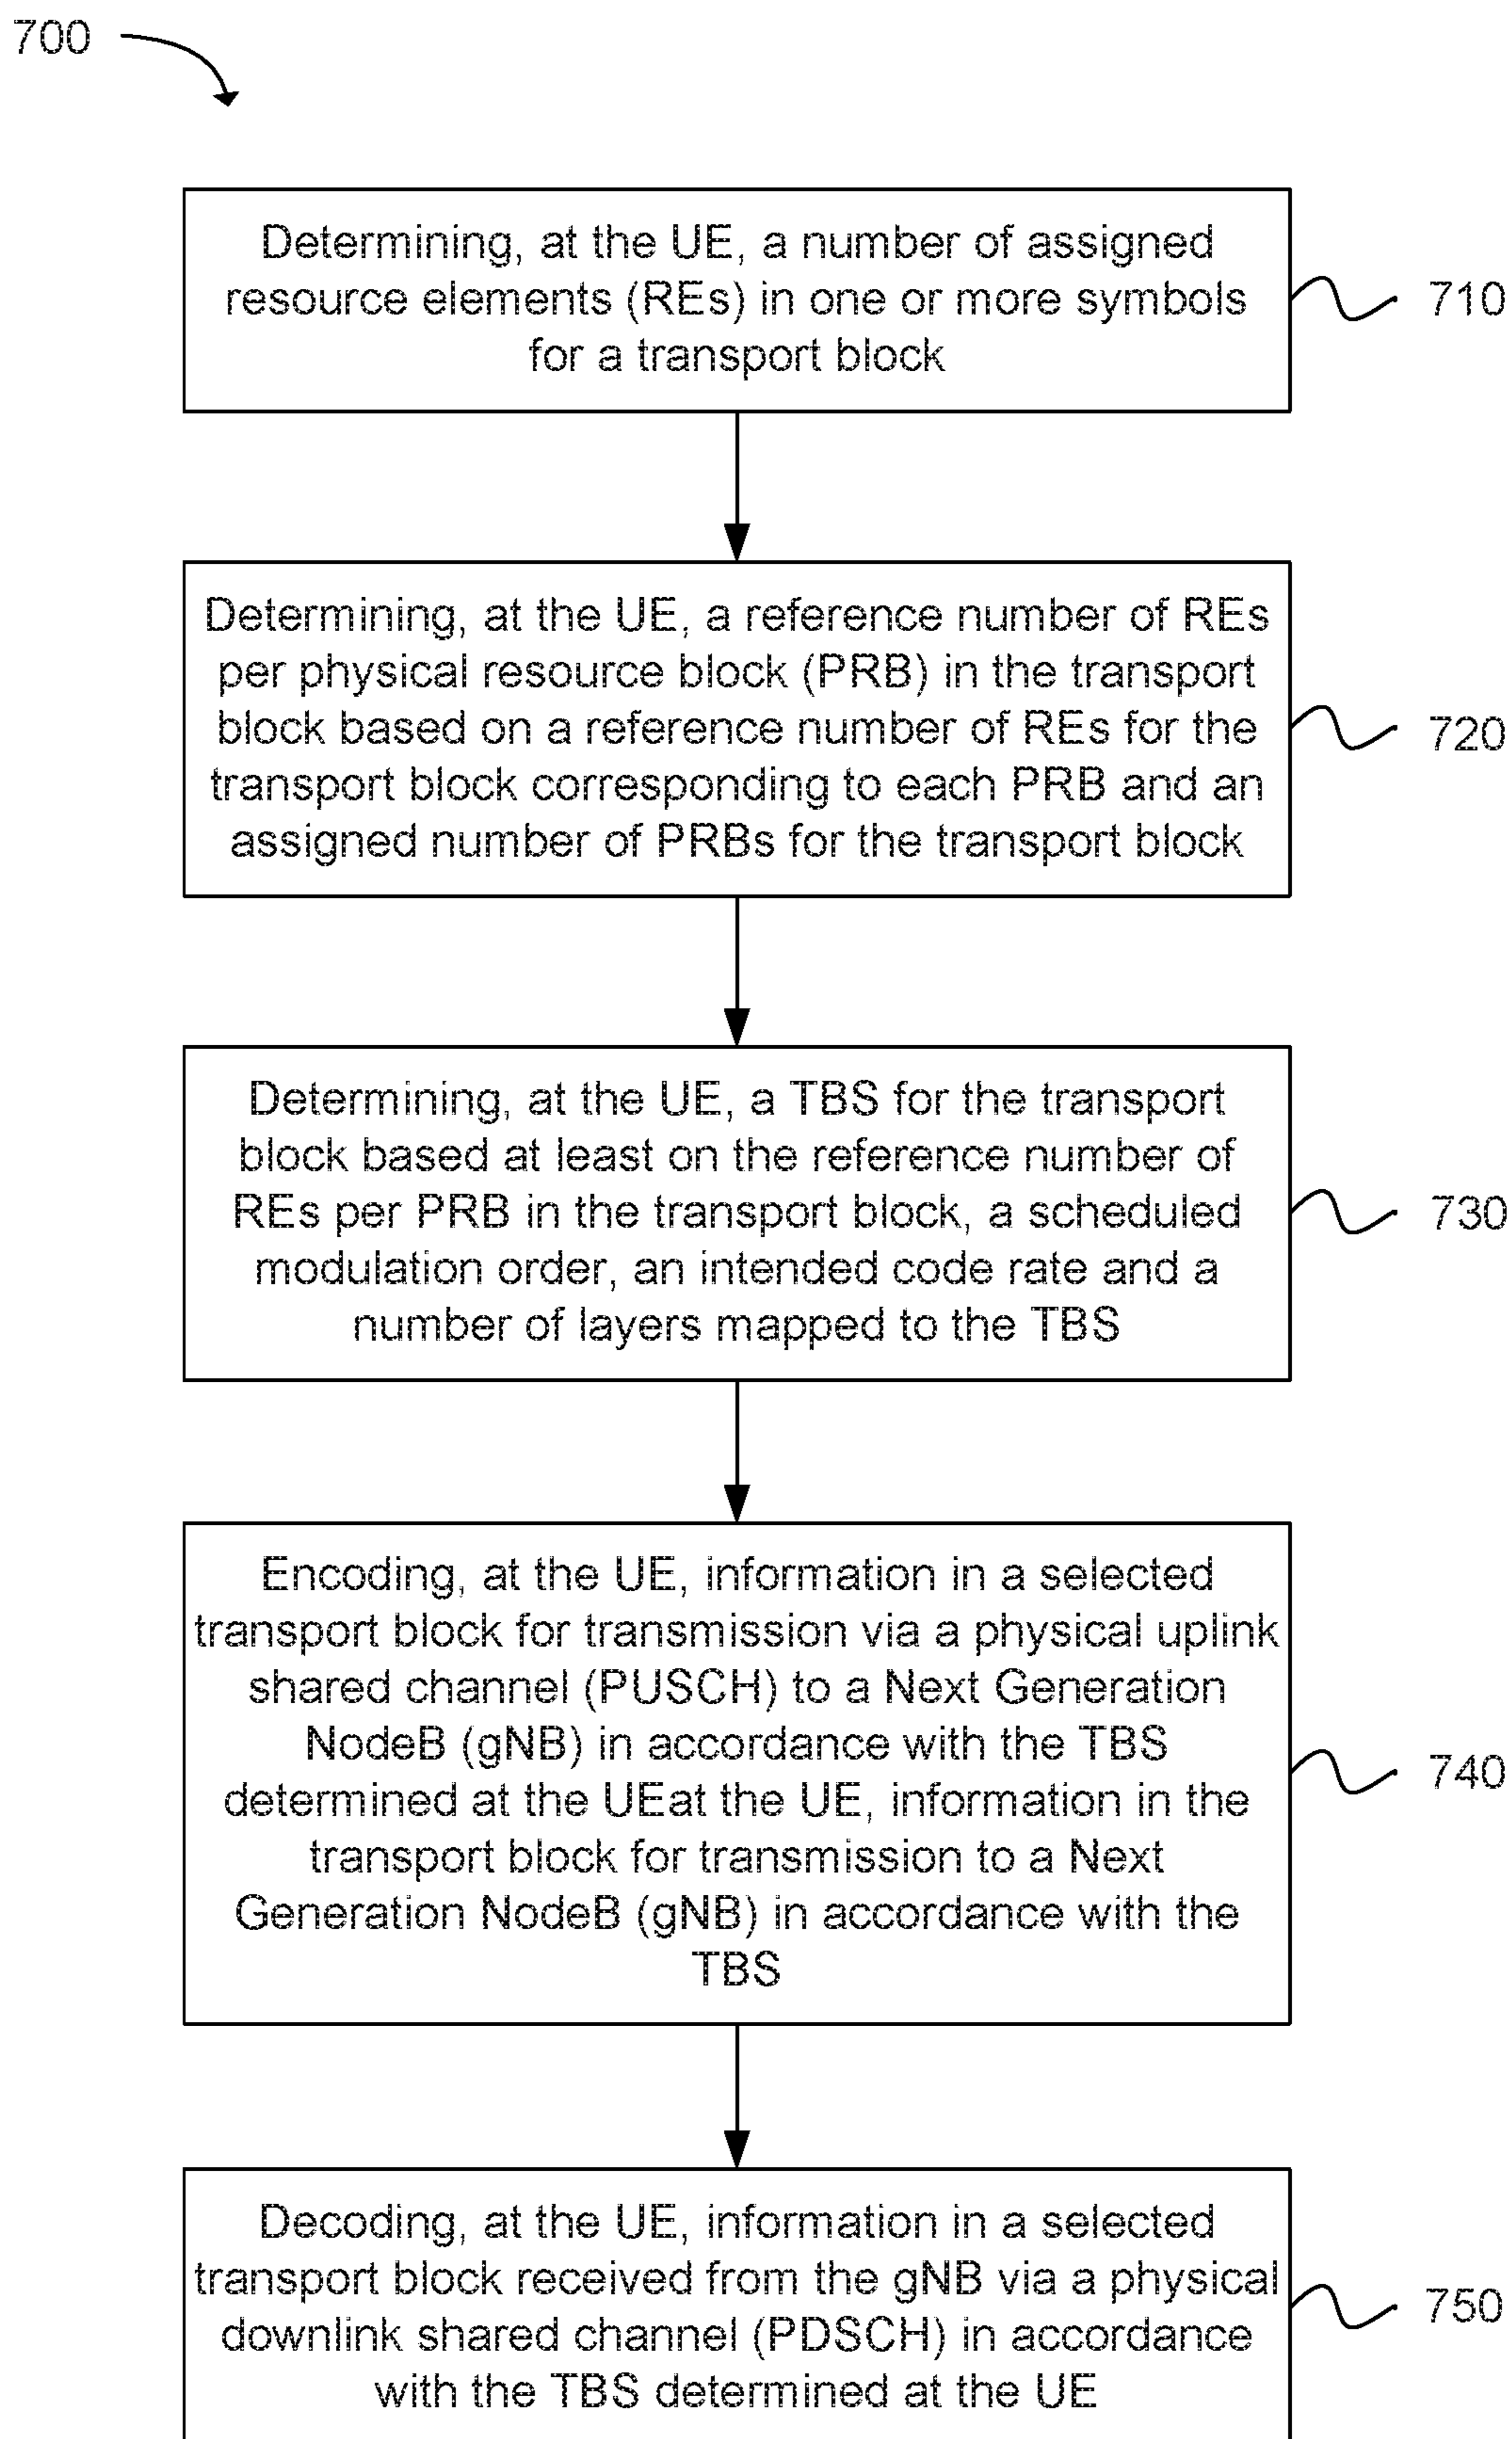 700
Determining, at the UE, a number of assigned
resource elements (REs) in one or more symbols
for a transport block
710
Determining, at the UE, a reference number of REs
per physical resource block (PRB) in the transport
block based on a reference number of REs for the
transport block corresponding to each PRB and an
assigned number of PRBs for the transport block
720
Determining, at the UE, a TBS for the transport
block based at least on the reference number of
REs per PRB in the transport block, a scheduled
modulation order, an intended code rate and a
number of layers mapped to the TBS
730
Encoding, at the UE, information in a selected
transport block for transmission via a physical uplink
shared channel (PUSCH) to a Next Generation
NodeB (gNB) in accordance with the TBS
determined at the UEat the UE, information in the
transport block for transmission to a Next
Generation NodeB (gNB) in accordance with the
TBS
740
Decoding, at the UE, information in a selected
transport block received from the gNB via a physical
downlink shared channel (PDSCH) in accordance
with the TBS determined at the UE
750